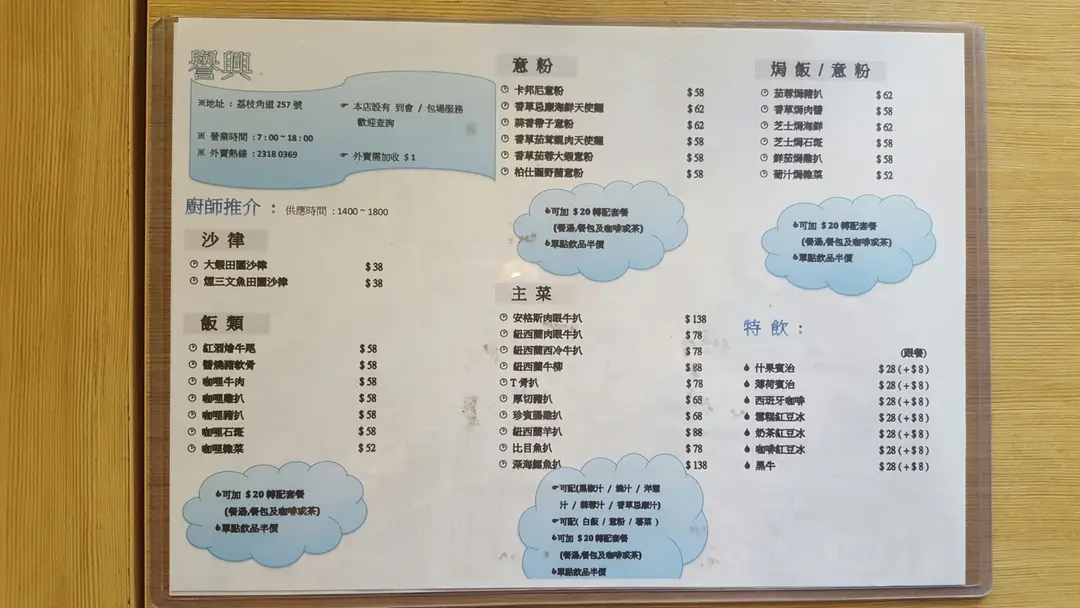 譽興
※地址 : 荔枝角道 257 號
※ 營業時間 : 7 : 00 ~ 18 : 00
※ 外賣熱線 : 2318 0369
☞ 本店設有 到會 / 包場服務
歡迎查詢
☞ 外賣需加收 $ 1
廚師推介 : 供應時間 : 1400 ~ 1800
沙 律
大蝦田園沙律 $ 38
煙三文魚田園沙律 $ 38
飯 類
紅酒燴牛尾 $ 58
醬燒豬軟骨 $ 58
咖哩牛肉 $ 58
咖哩雞扒 $ 58
咖哩豬扒 $ 58
咖哩石斑 $ 58
咖哩雜菜 $ 52
可加 $ 20 轉配套餐
(餐湯,餐包及咖啡或茶)
單點飲品半價
意 粉
卡邦尼意粉 $ 58
香草忌廉海鮮天使麵 $ 62
蒜香帶子意粉 $ 62
香草茄茸蜆肉天使麵 $ 58
香草茄蓉大蝦意粉 $ 58
柏仕圖野菌意粉 $ 58
可加 $ 20 轉配套餐
(餐湯,餐包及咖啡或茶)
單點飲品半價
主 菜
安格斯肉眼牛扒 $ 138
紐西蘭肉眼牛扒 $ 78
紐西蘭西冷牛扒 $ 78
紐西蘭牛柳 $ 88
T 骨扒 $ 78
厚切豬扒 $ 68
珍寶腸雞扒 $ 68
紐西蘭羊扒 $ 88
比目魚扒 $ 78
深海鱈魚扒 $ 138
☞可配(黑椒汁 / 燒汁 / 洋蔥
汁 / 蒜蓉汁 / 香草忌廉汁)
☞可配( 白飯 / 意粉 / 薯菜 )
可加 $ 20 轉配套餐
(餐湯,餐包及咖啡或茶)
單點飲品半價
焗 飯 / 意 粉
茄蓉焗豬扒 $ 62
香草焗肉醬 $ 58
芝士焗海鮮 $ 62
芝士焗石斑 $ 58
鮮茄焗雞扒 $ 58
葡汁焗雜菜 $ 52
可加 $ 20 轉配套餐
(餐湯,餐包及咖啡或茶)
單點飲品半價
特 飲 :
(跟餐)
什果賓治 $ 28 ( + $ 8 )
薄荷賓治 $ 28 ( + $ 8 )
西班牙咖啡 $ 28 ( + $ 8 )
雪糕紅豆冰 $ 28 ( + $ 8 )
奶茶紅豆冰 $ 28 ( + $ 8 )
咖啡紅豆冰 $ 28 ( + $ 8 )
黑牛 $ 28 ( + $ 8 )